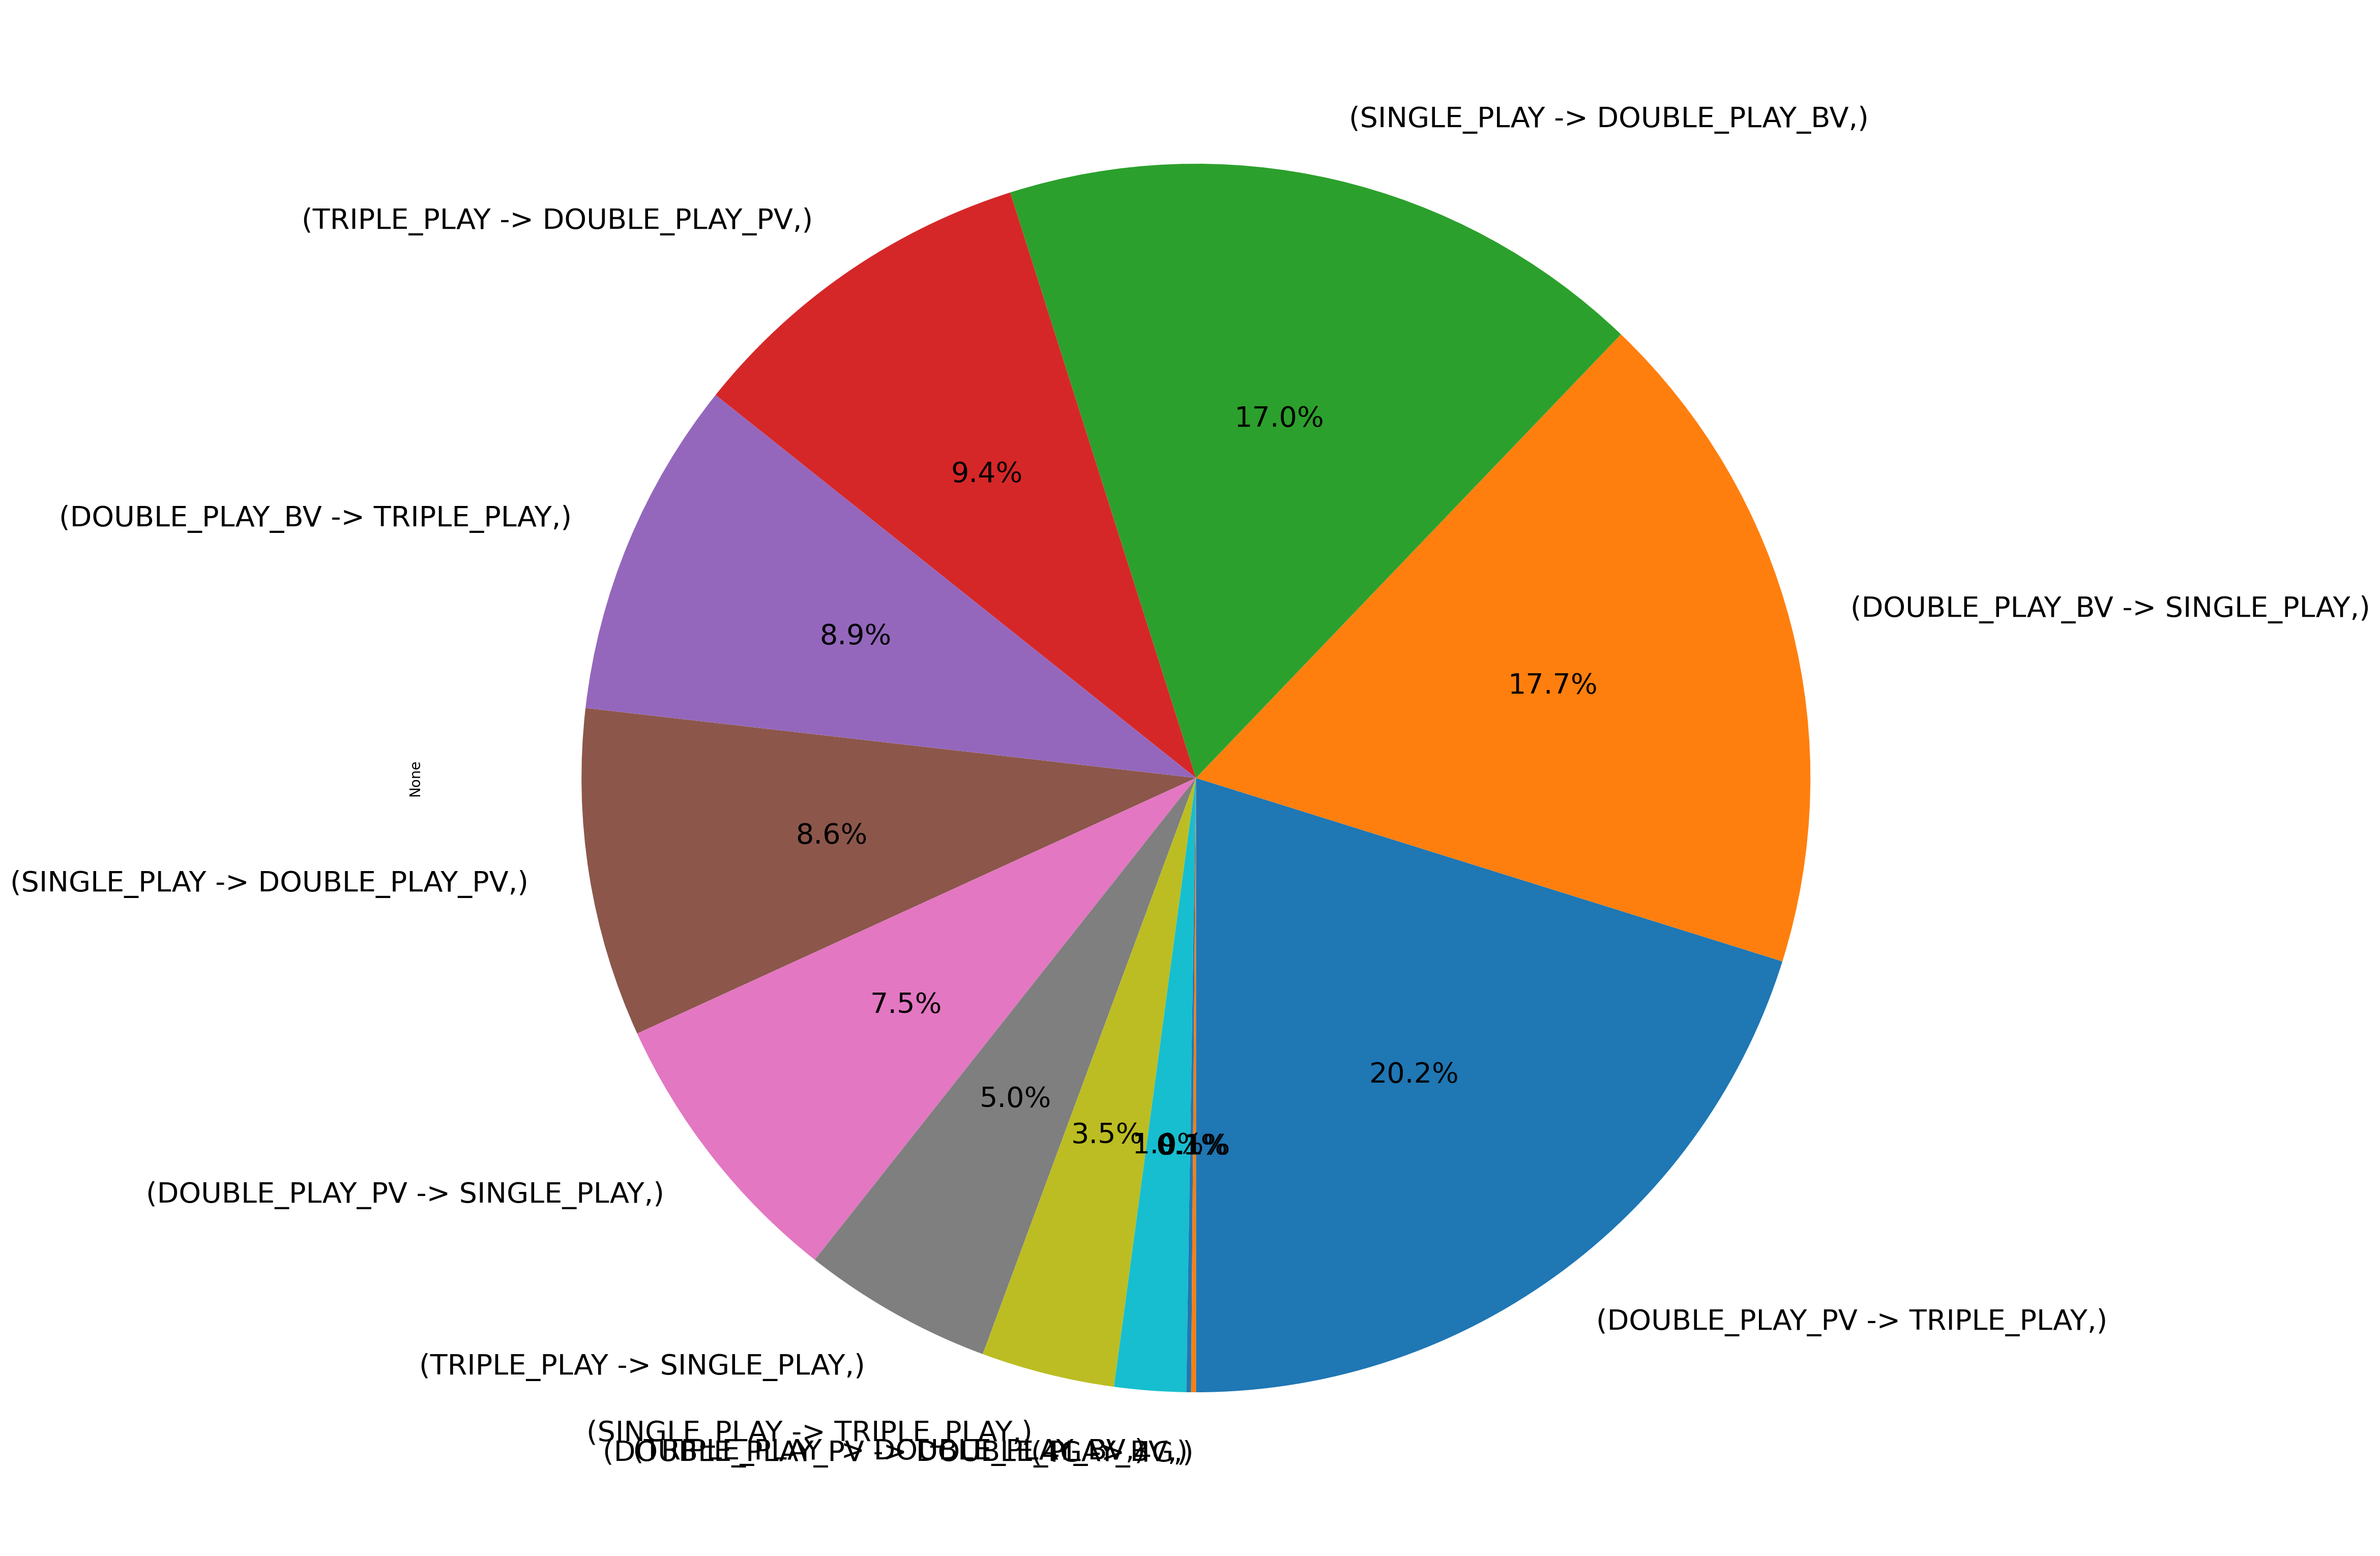 (SINGLE_PLAY -> DOUBLE_PLAY_BV,)
(TRIPLE_PLAY -> DOUBLE_PLAY_PV,)
17.0%
9.4%
(DOUBLE_PLAY_BV -> TRIPLE_PLAY,)
(DOUBLE_PLAY_BV -> SINGLE_PLAY,)
8.9%
17.7%
None
8.6%
(SINGLE_PLAY -> DOUBLE_PLAY_PV,)
7.5%
20.2%
5.0%
3.5%
(DOUBLE_PLAY_PV -> SINGLE_PLAY,)
(DOUBLE_PLAY_PV -> TRIPLE_PLAY,)
(TRIPLE_PLAY -> SINGLE_PLAY,)
(SINGLE_PLAY -> TRIPLE_PLAY,)